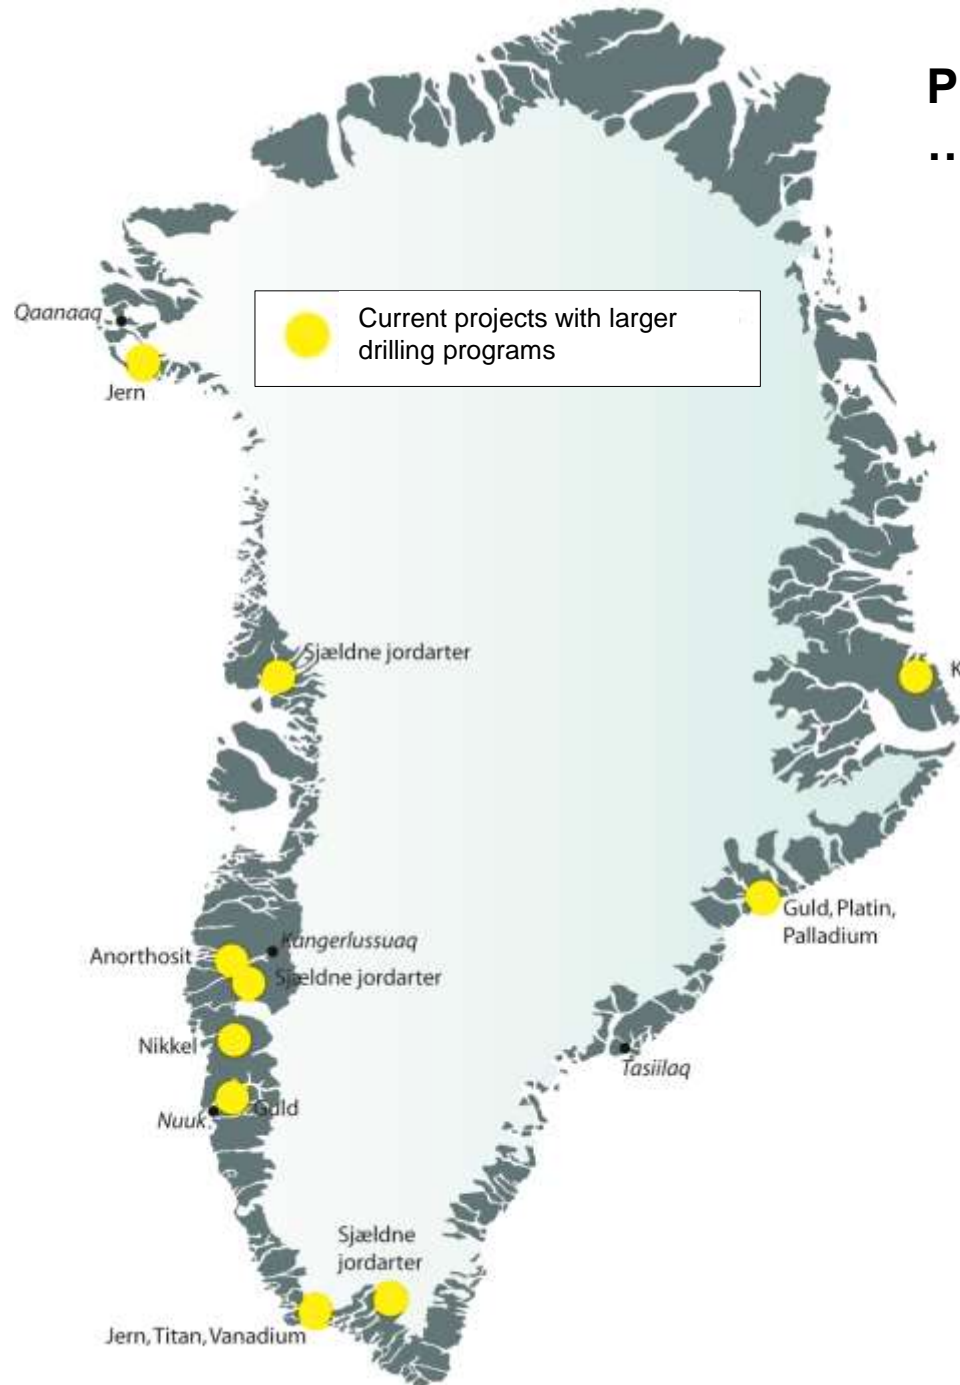 P
..
Qaanaaq
Current projects with larger
drilling programs
Jern
Sjældne jordarter
K
Guld, Platin,
Palladium
Anorthosit
Kangerlussuaq
Sjældne jordarter
Nikkel
Tasiilaq
Guld
Nuuk
Sjældne
jordarter
Jern, Titan, Vanadium